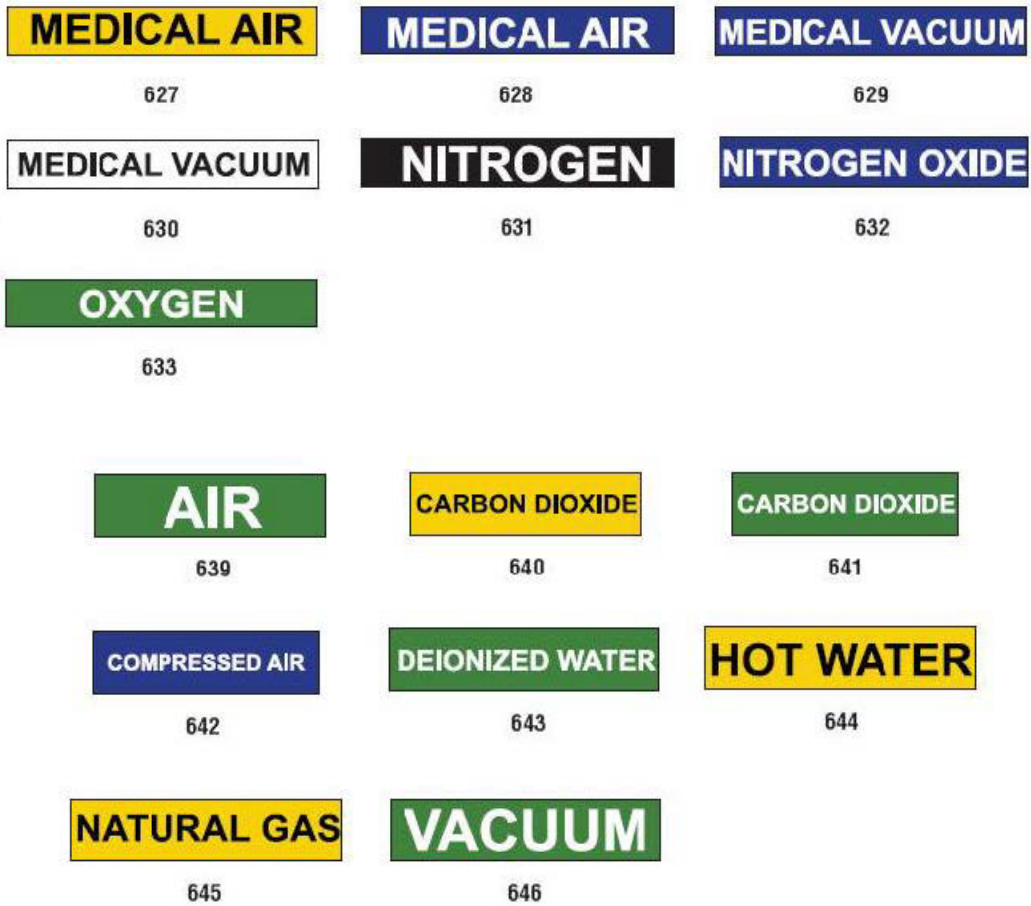 MEDICAL AIR
MEDICAL AIR
MEDICAL VACUUM
627
628
629
MEDICAL VACUUM
NITROGEN
NITROGEN OXIDE
630
631
632
OXYGEN
633
AIR
CARBON DIOXIDE
CARBON DIOXIDE
639
640
641
COMPRESSED AIR
DEIONIZED WATER
HOT WATER
642
643
644
NATURAL GAS
VACUUM
645
646